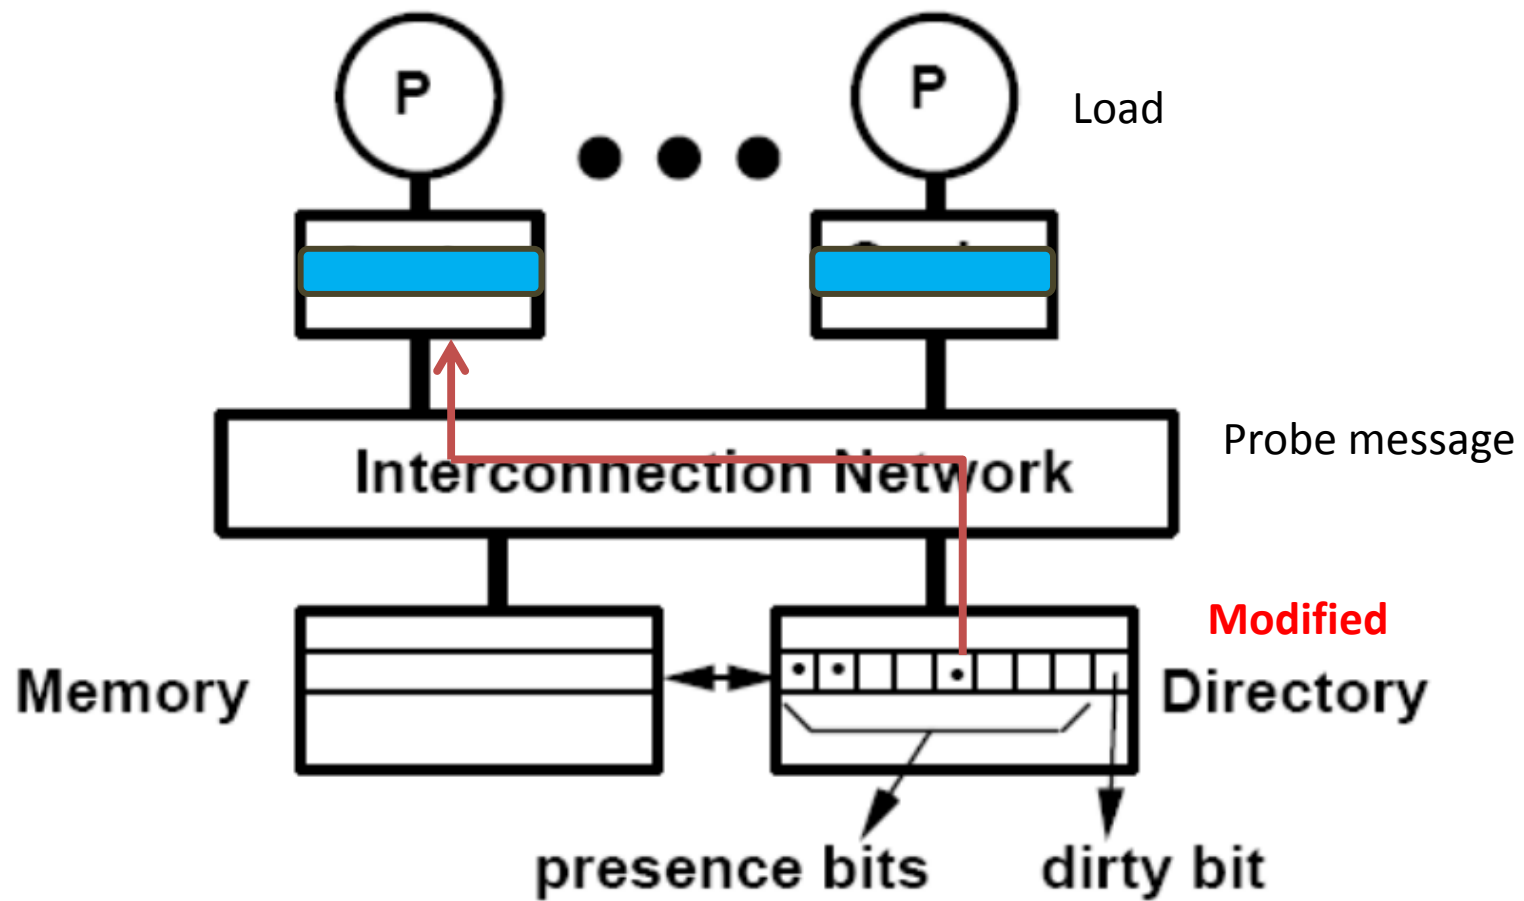 P
P
Load
Interconnection Network
Probe message
Modified
Memory
Directory
presence bits
dirty bit